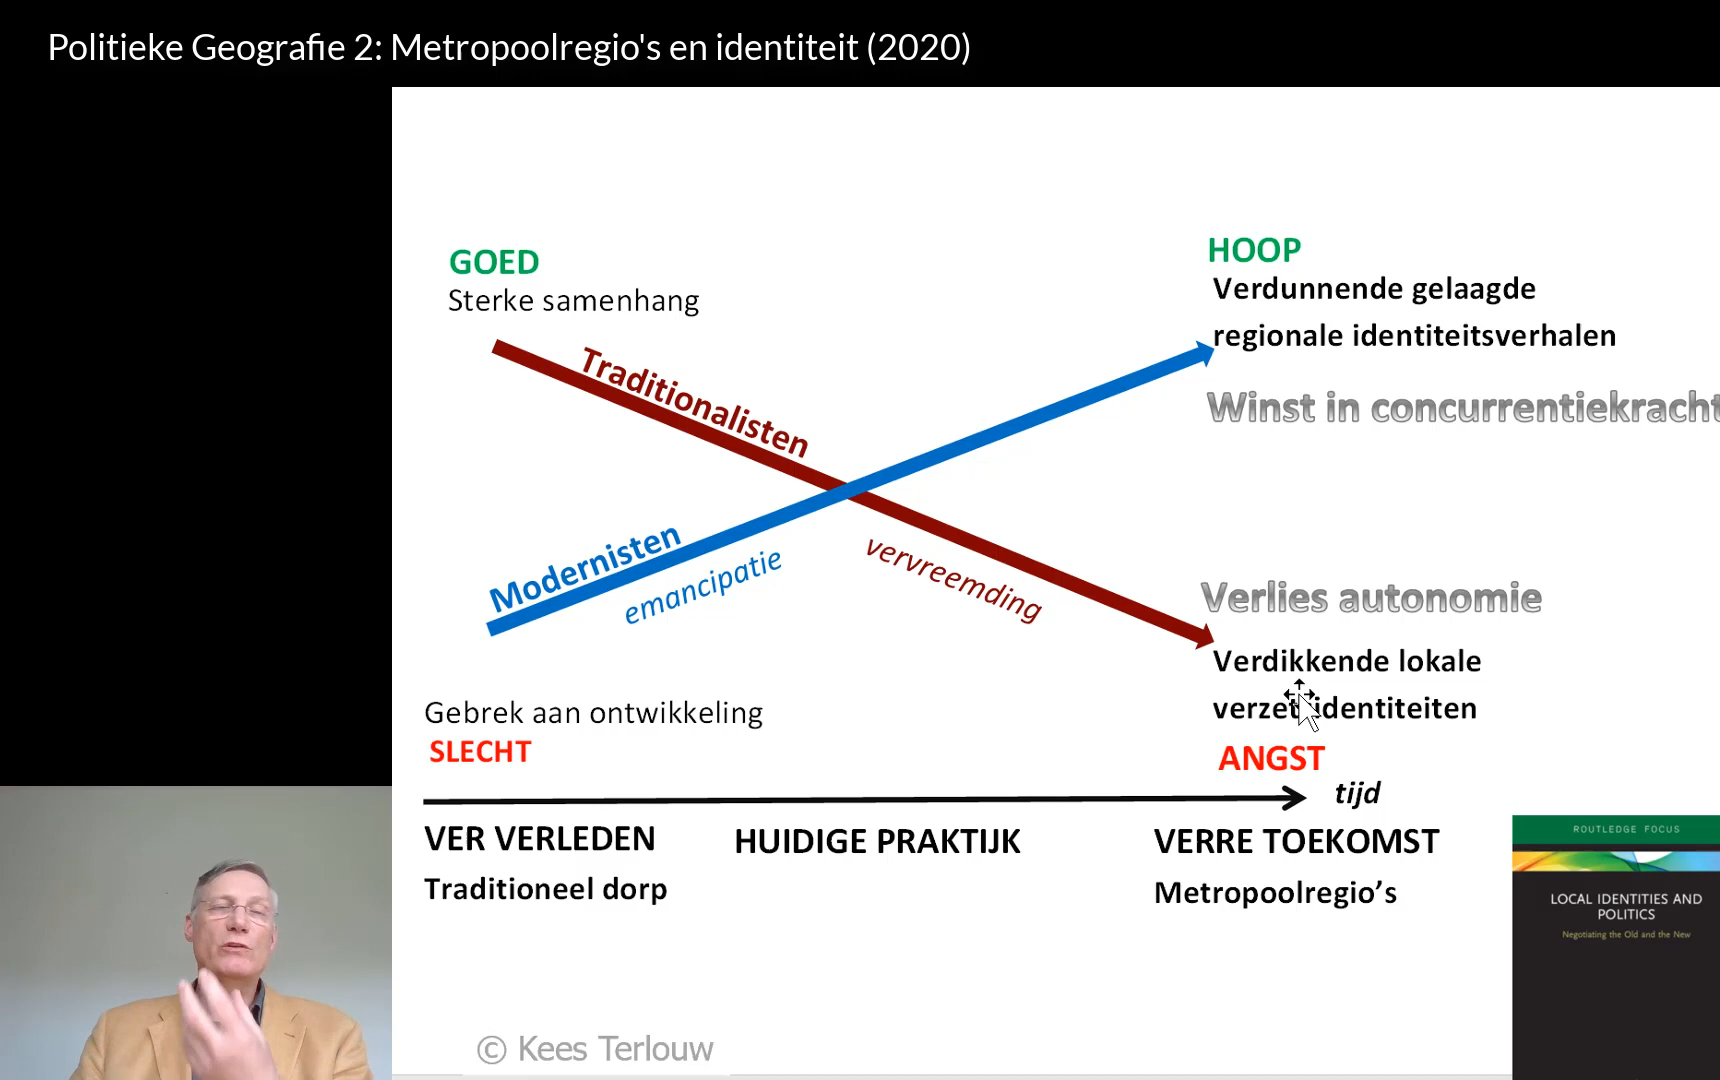 Politieke Geografie 2: Metropoolregio's en identiteit (2020)
GOED
Sterke samenhang
HOOP
Verdunnende gelaagde
regionale identiteitsverhalen
Winst in concurrentiekracht
Traditionalisten
Modernisten
emancipatie
vervreemding
Verlies autonomie
Verdikkende lokale
verzetsidentiteiten
Gebrek aan ontwikkeling
SLECHT
ANGST
tijd
VER VERLEDEN
HUIDIGE PRAKTIJK
VERRE TOEKOMST
Traditioneel dorp
Metropoolregio’s
ROUTLEDGE FOCUS
LOCAL IDENTITIES AND
POLITICS
Negotiating the Old and the New
© Kees Terlouw